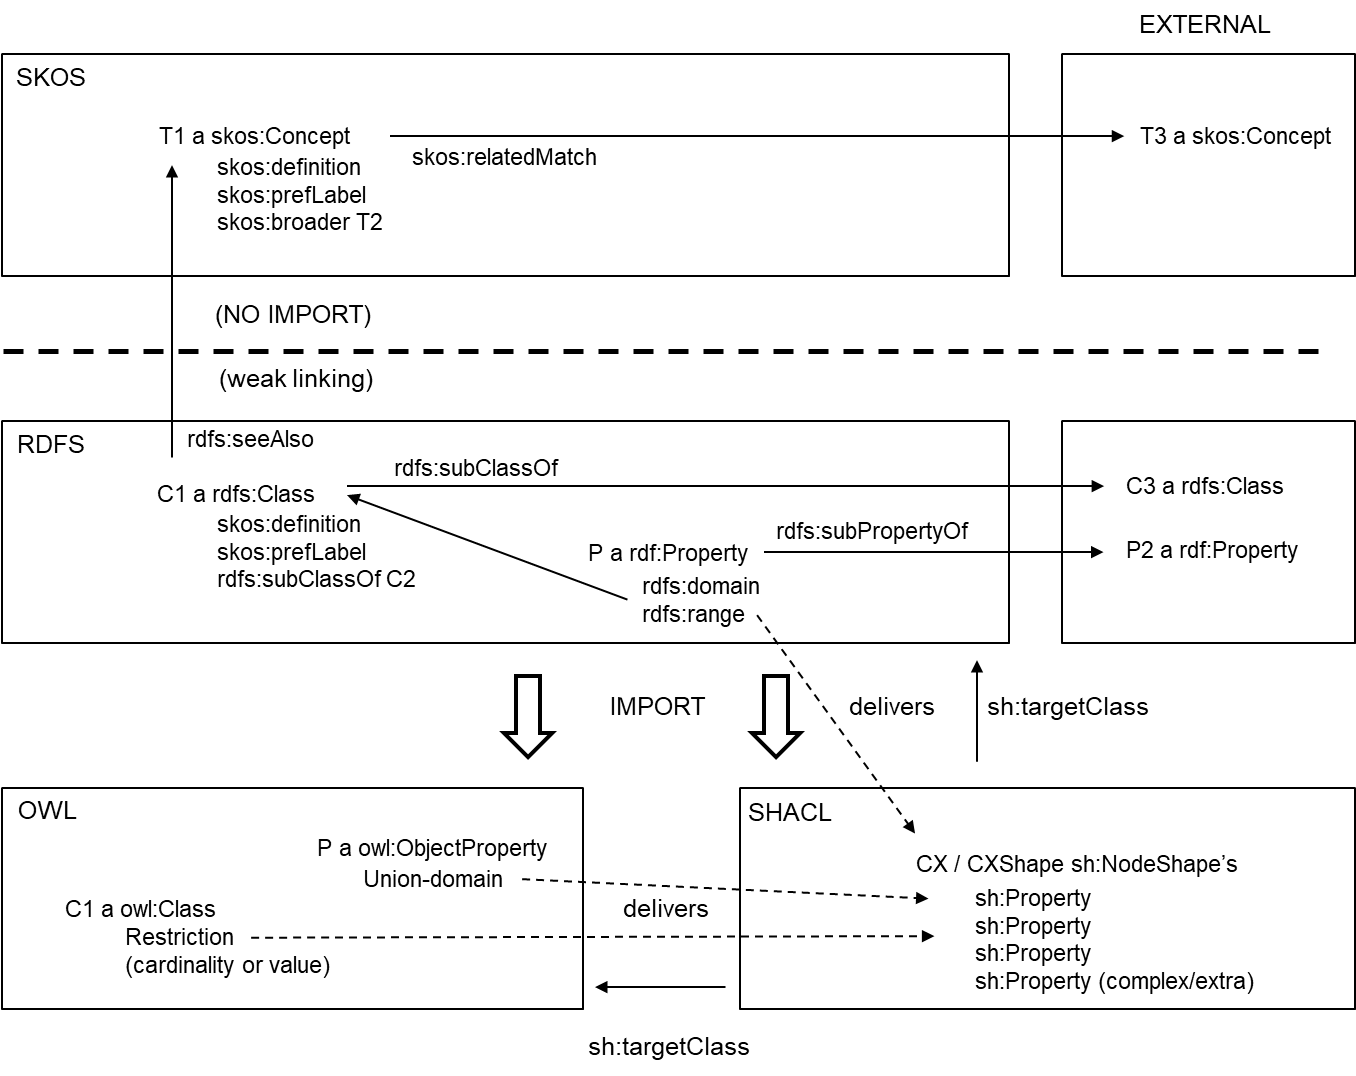 EXTERNAL
SKOS
T1 a skos:Concept
skos:definition
skos:prefLabel
skos:broader T2
skos:relatedMatch
T3 a skos:Concept
(NO IMPORT)
(weak linking)
RDFS
rdfs:seeAlso
C1 a rdfs:Class
skos:definition
skos:prefLabel
rdfs:subClassOf C2
rdfs:subClassOf
P a rdf:Property
rdfs:domain
rdfs:range
rdfs:subPropertyOf
C3 a rdfs:Class
P2 a rdf:Property
IMPORT
delivers
sh:targetClass
OWL
P a owl:ObjectProperty
Union-domain
C1 a owl:Class
Restriction
(cardinality or value)
delivers
SHACL
CX / CXShape sh:NodeShape’s
sh:Property
sh:Property
sh:Property
sh:Property (complex/extra)
sh:targetClass